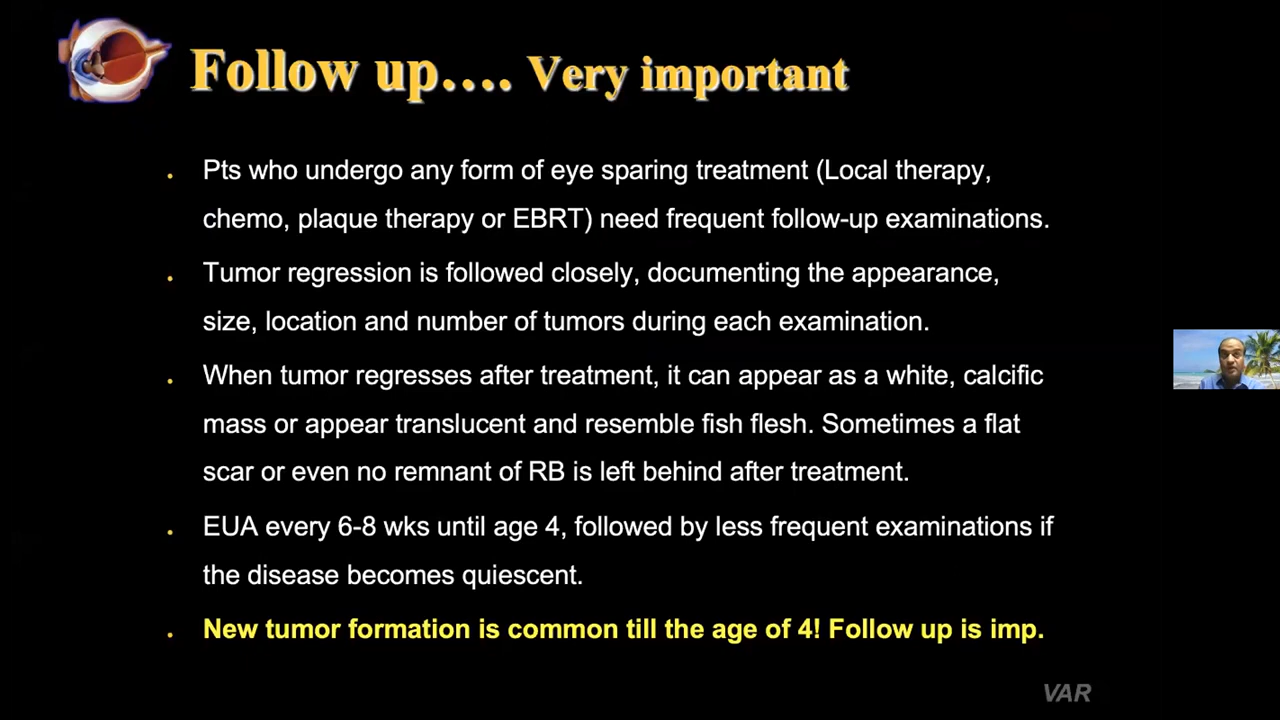 Follow up.... Very important
. Pts who undergo any form of eye sparing treatment (Local therapy,
chemo, plaque therapy or EBRT) need frequent follow-up examinations.
. Tumor regression is followed closely, documenting the appearance,
size, location and number of tumors during each examination.
. When tumor regresses after treatment, it can appear as a white, calcific
mass or appear translucent and resemble fish flesh. Sometimes a flat
scar or even no remnant of RB is left behind after treatment.
. EUA every 6-8 wks until age 4, followed by less frequent examinations if
the disease becomes quiescent.
. New tumor formation is common till the age of 4! Follow up is imp.
VAR